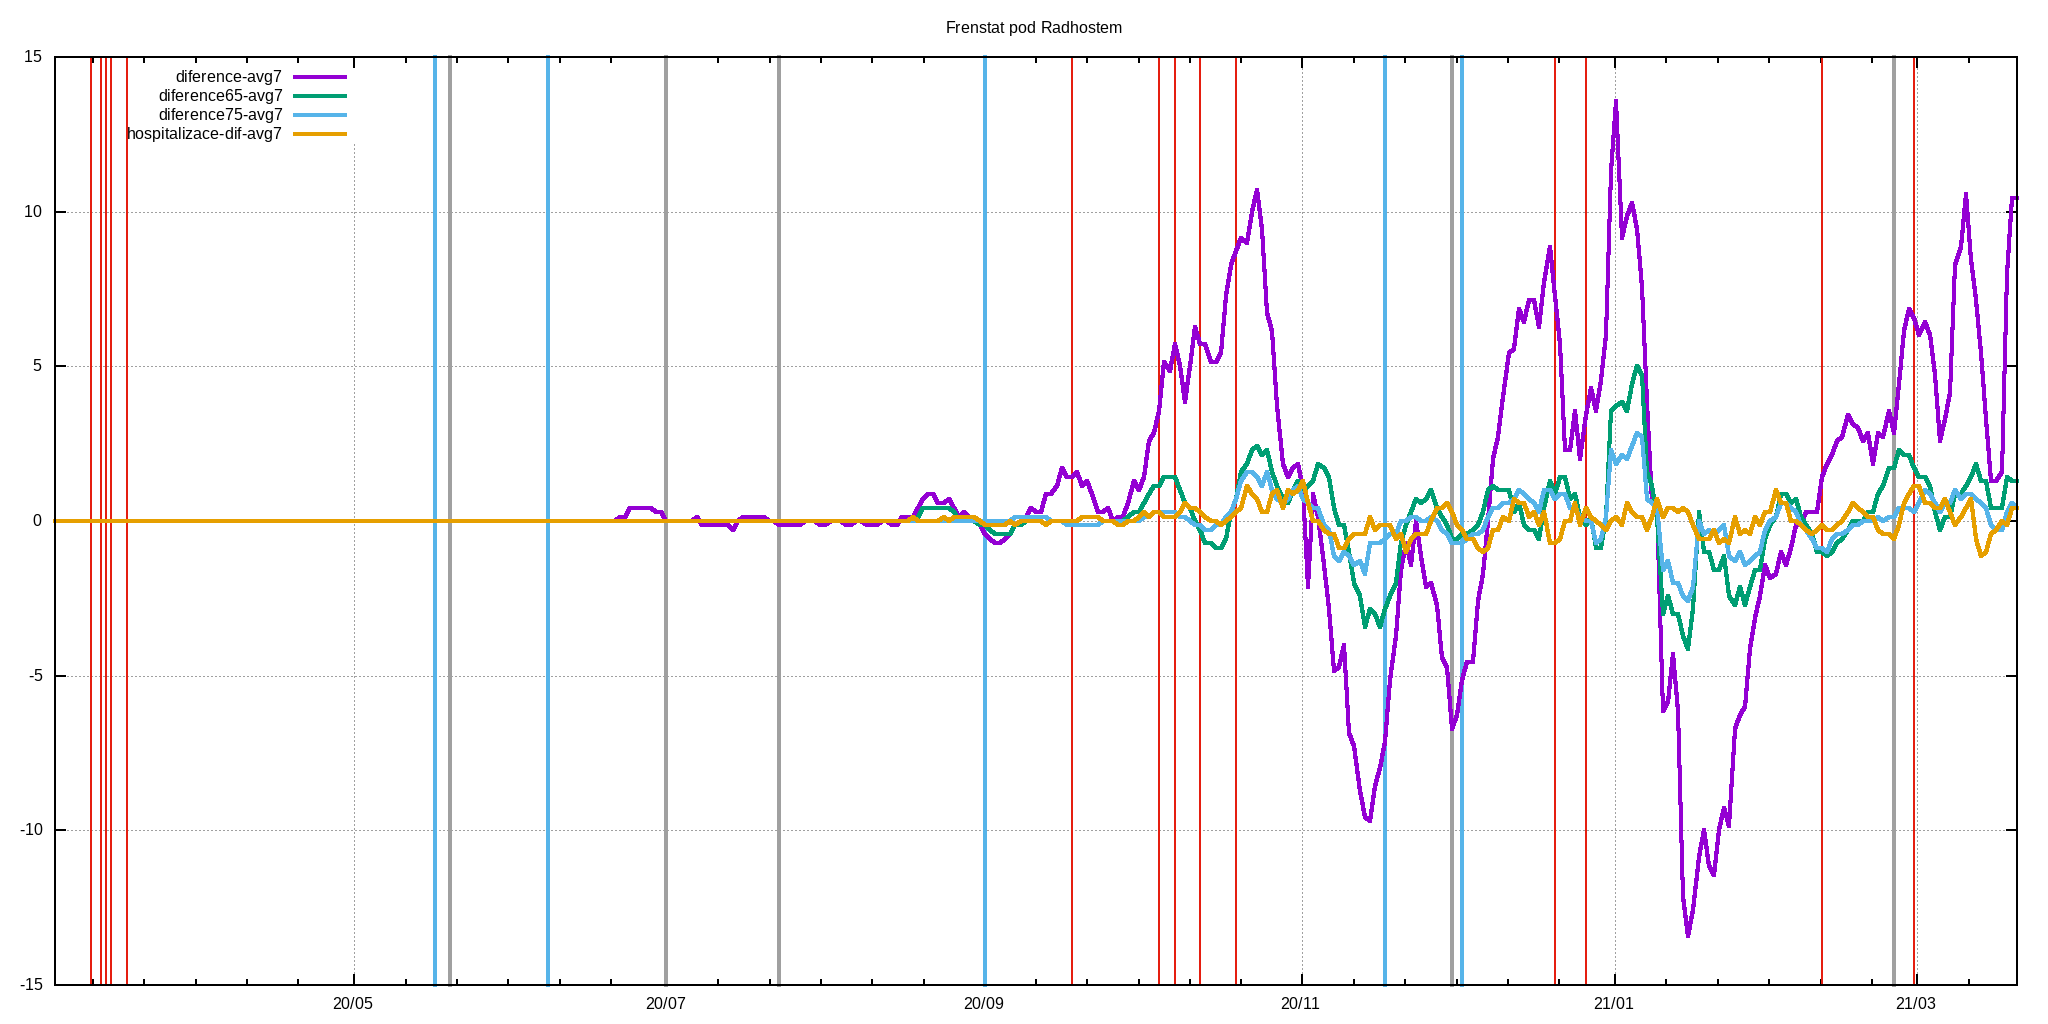 Frenstat pod Radhostem
15
10
5
0
-5
-10
-15
diference-avg7
diference65-avg7
diference75-avg7
hospitalizace-dif-avg7
20/05
20/07
20/09
20/11
21/01
21/03